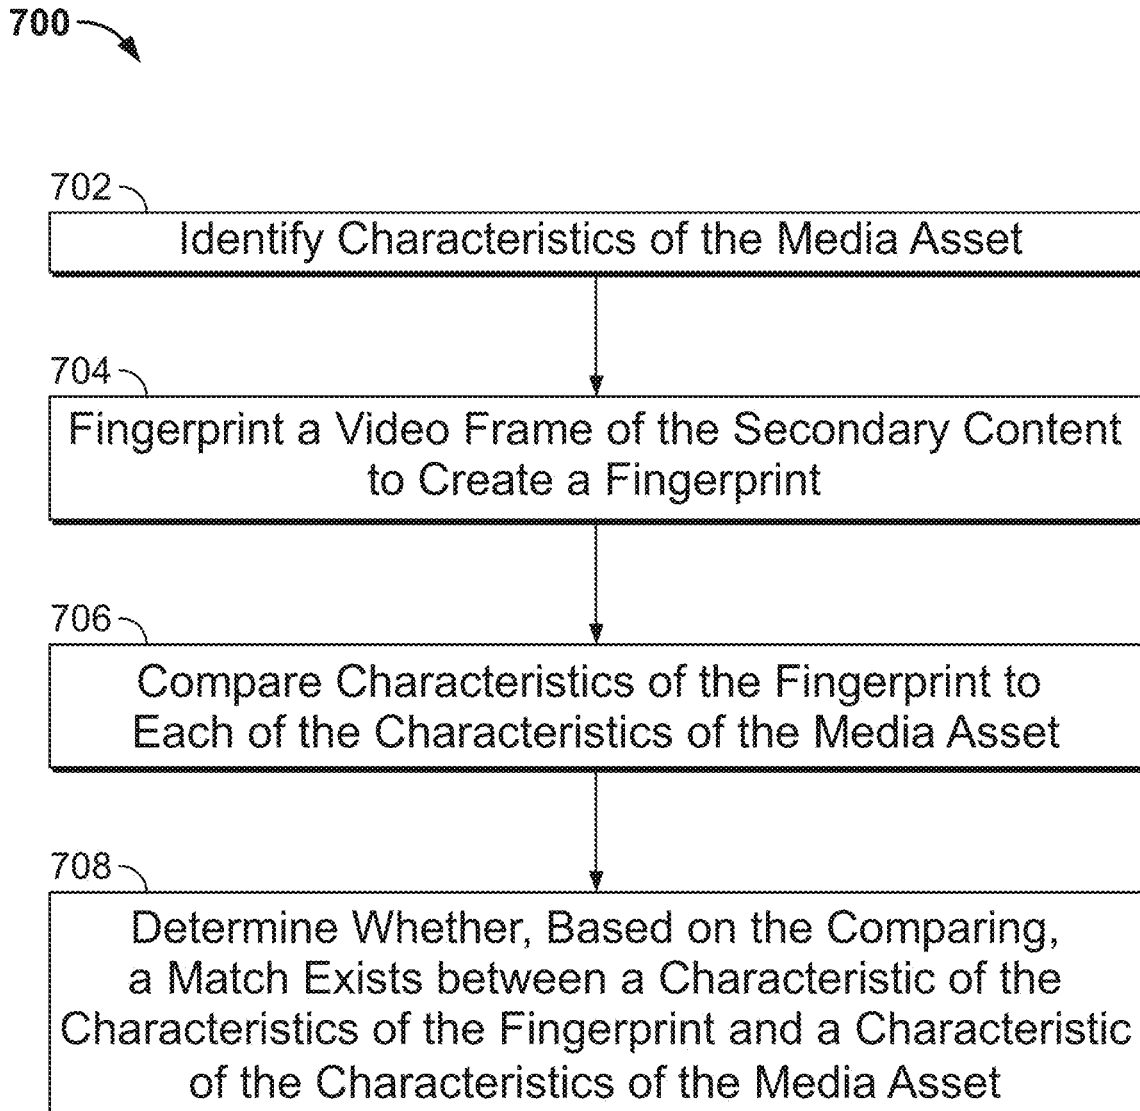 700
702
Identify Characteristics of the Media Asset
704
Fingerprint a Video Frame of the Secondary Content
to Create a Fingerprint
706
Compare Characteristics of the Fingerprint to
Each of the Characteristics of the Media Asset
708
Determine Whether, Based on the Comparing,
a Match Exists between a Characteristic of the
Characteristics of the Fingerprint and a Characteristic
of the Characteristics of the Media Asset